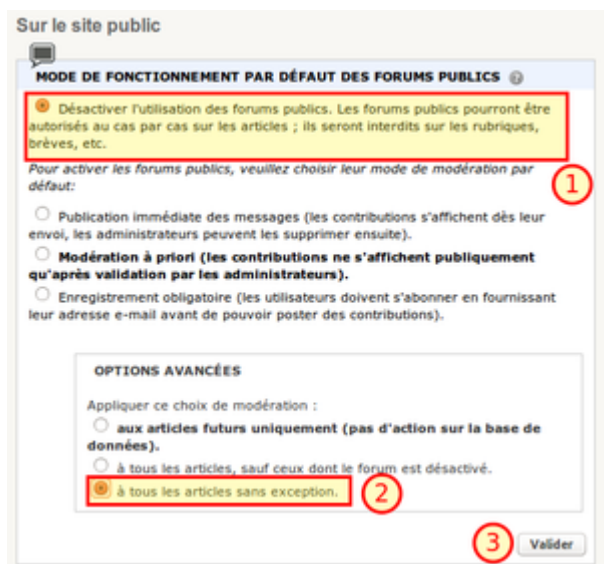 Sur le site public
MODE DE FONCTIONNEMENT PAR DÉFAUT DES FORUMS PUBLICS
Désactiver l'utilisation des forums publics. Les forums publics pourront être
autorisés au cas par cas sur les articles ; ils seront interdits sur les rubriques,
brèves, etc.
1
Pour activer les forums publics, veuillez choisir leur mode de modération par
défaut:
Publication immédiate des messages (les contributions s'affichent dès leur
envoi, les administrateurs peuvent les supprimer ensuite).
Modération à priori (les contributions ne s'affichent publiquement
qu'après validation par les administrateurs).
Enregistrement obligatoire (les utilisateurs doivent s'abonner en fournissant
leur adresse e-mail avant de pouvoir poster des contributions).
OPTIONS AVANCÉES
Appliquer ce choix de modération :
aux articles futurs uniquement (pas d'action sur la base de
données).
à tous les articles, sauf ceux dont le forum est désactivé.
à tous les articles sans exception.
2
3
Valider